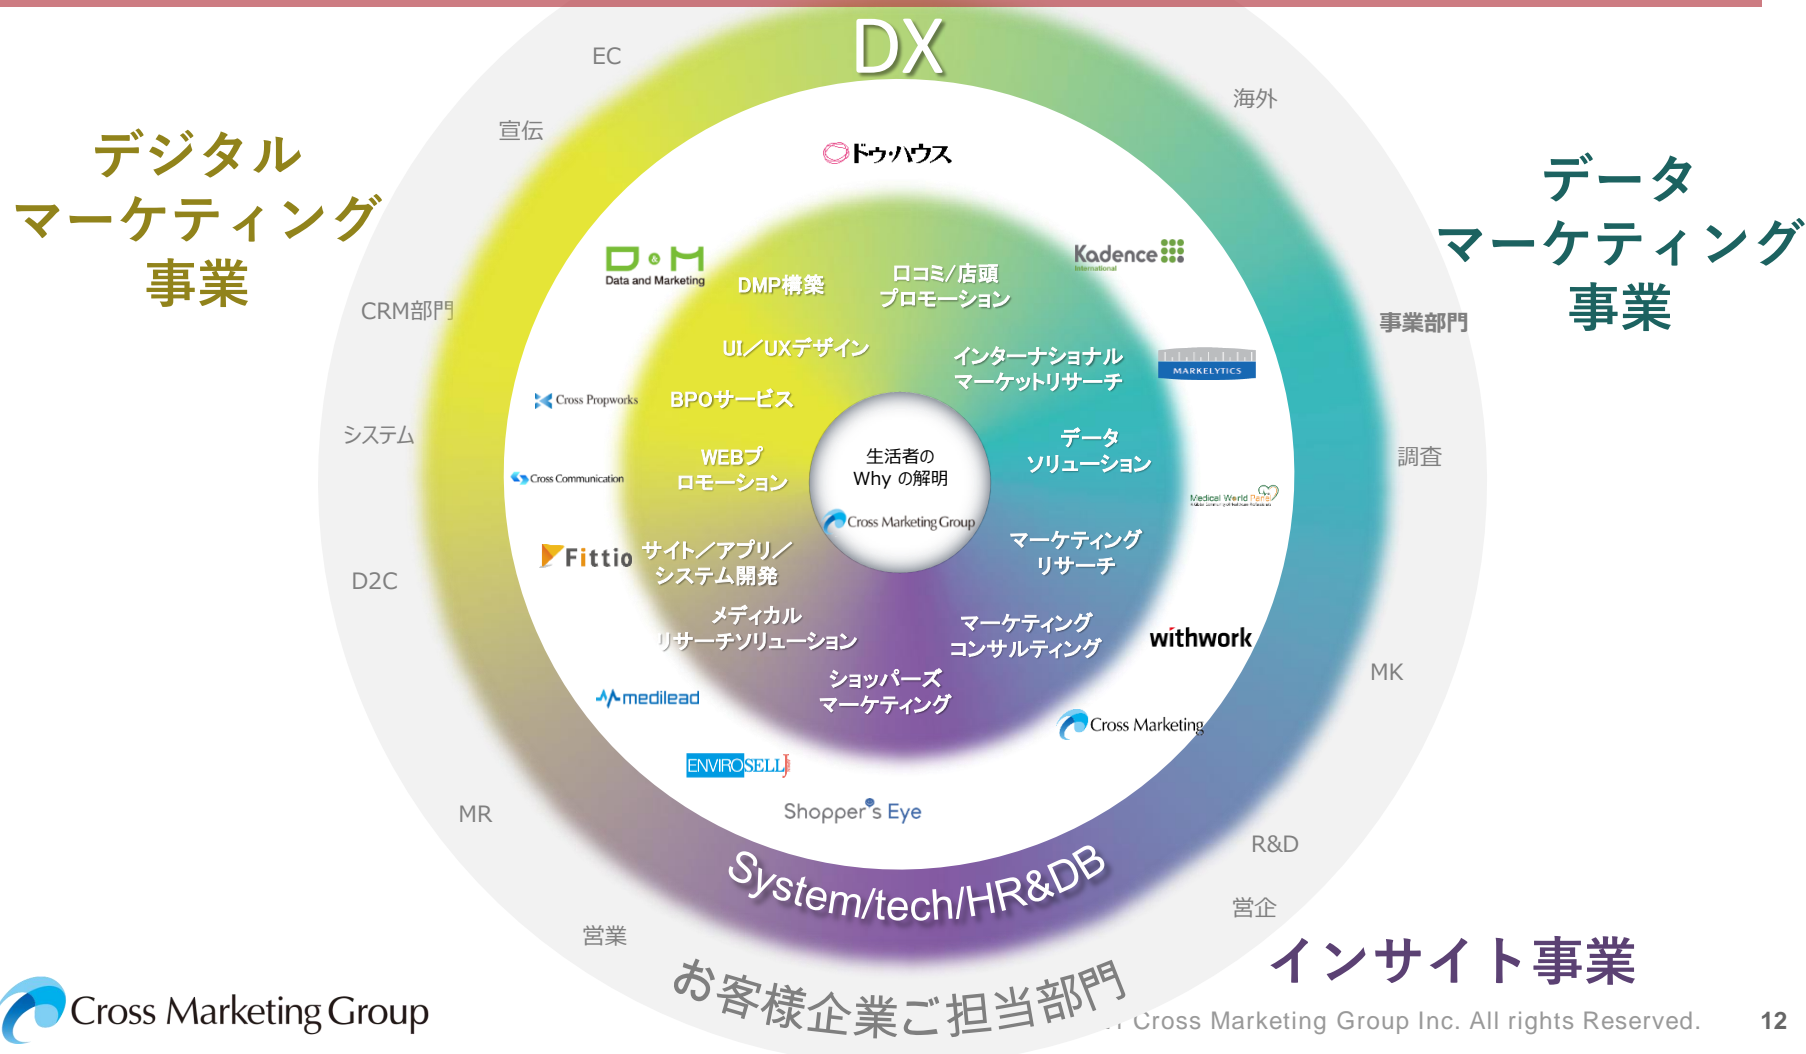 DX
EC
海外
宣伝
デジタル
マーケティング
事業
データ
マーケティング
事業
ドゥ・ハウス
D&M
Data and Marketing
DMP構築
口コミ/店頭
プロモーション
Kadence
International
CRM部門
事業部門
UI／UXデザイン
インターナショナル
マーケットリサーチ
MARKELYTICS
Cross Propworks
BPOサービス
システム
データ
ソリューション
調査
生活者の
Why の解明
Cross Marketing Group
WEBプ
ロモーション
Cross Communication
Medical World Panel
Fittio
サイト／アプリ／
システム開発
マーケティング
リサーチ
D2C
メディカル
リサーチソリューション
マーケティング
コンサルティング
withwork
MK
ショッパーズ
マーケティング
medilead
Cross Marketing
ENVIROSELL
Shopper's Eye
MR
R&D
System/tech/HR&DB
営企
営業
インサイト事業
お客様企業ご担当部門
Cross Marketing Group
Cross Marketing Group Inc. All rights Reserved.
12